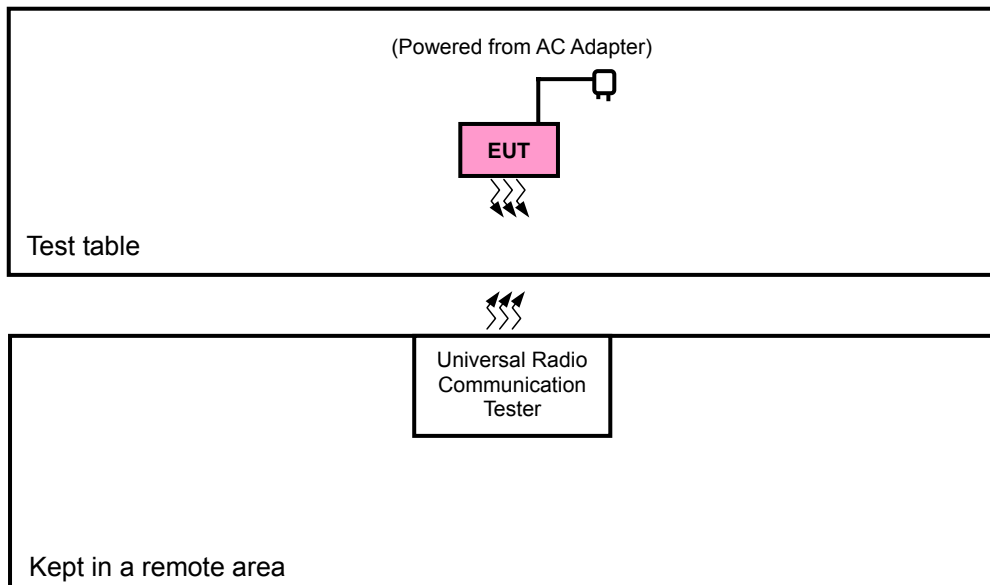 (Powered from AC Adapter)
EUT
Test table
Universal Radio
Communication
Tester
Kept in a remote area